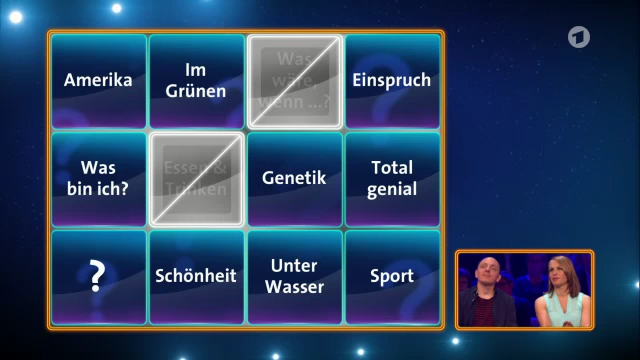 Amerika
Im
Grünen
Was
wäre,
wenn ...?
Einspruch
Was
bin ich?
Essen &
Trinken
Genetik
Total
genial
?
Schönheit
Unter
Wasser
Sport
1